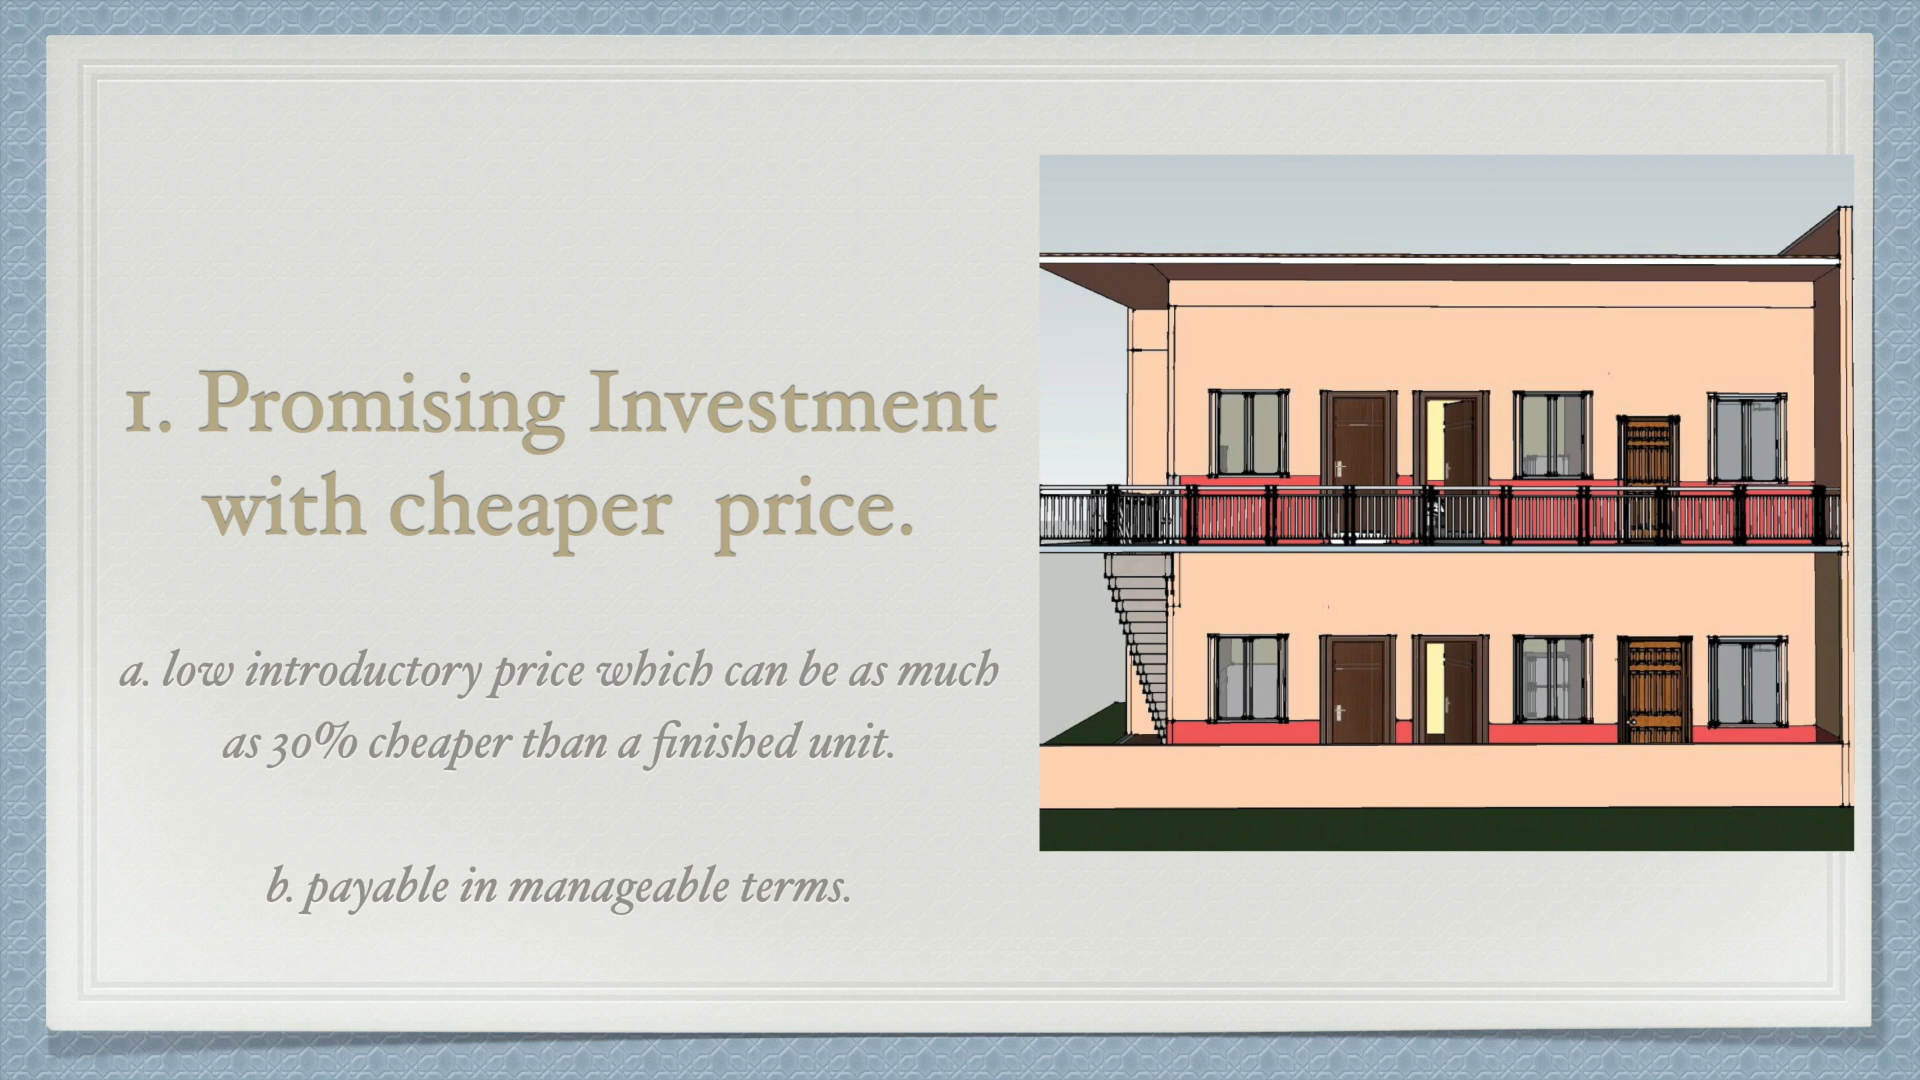 1. Promising Investment
with cheaper  price.
a. low introductory price which can be as much
as 30% cheaper than a finished unit.
b. payable in manageable terms.